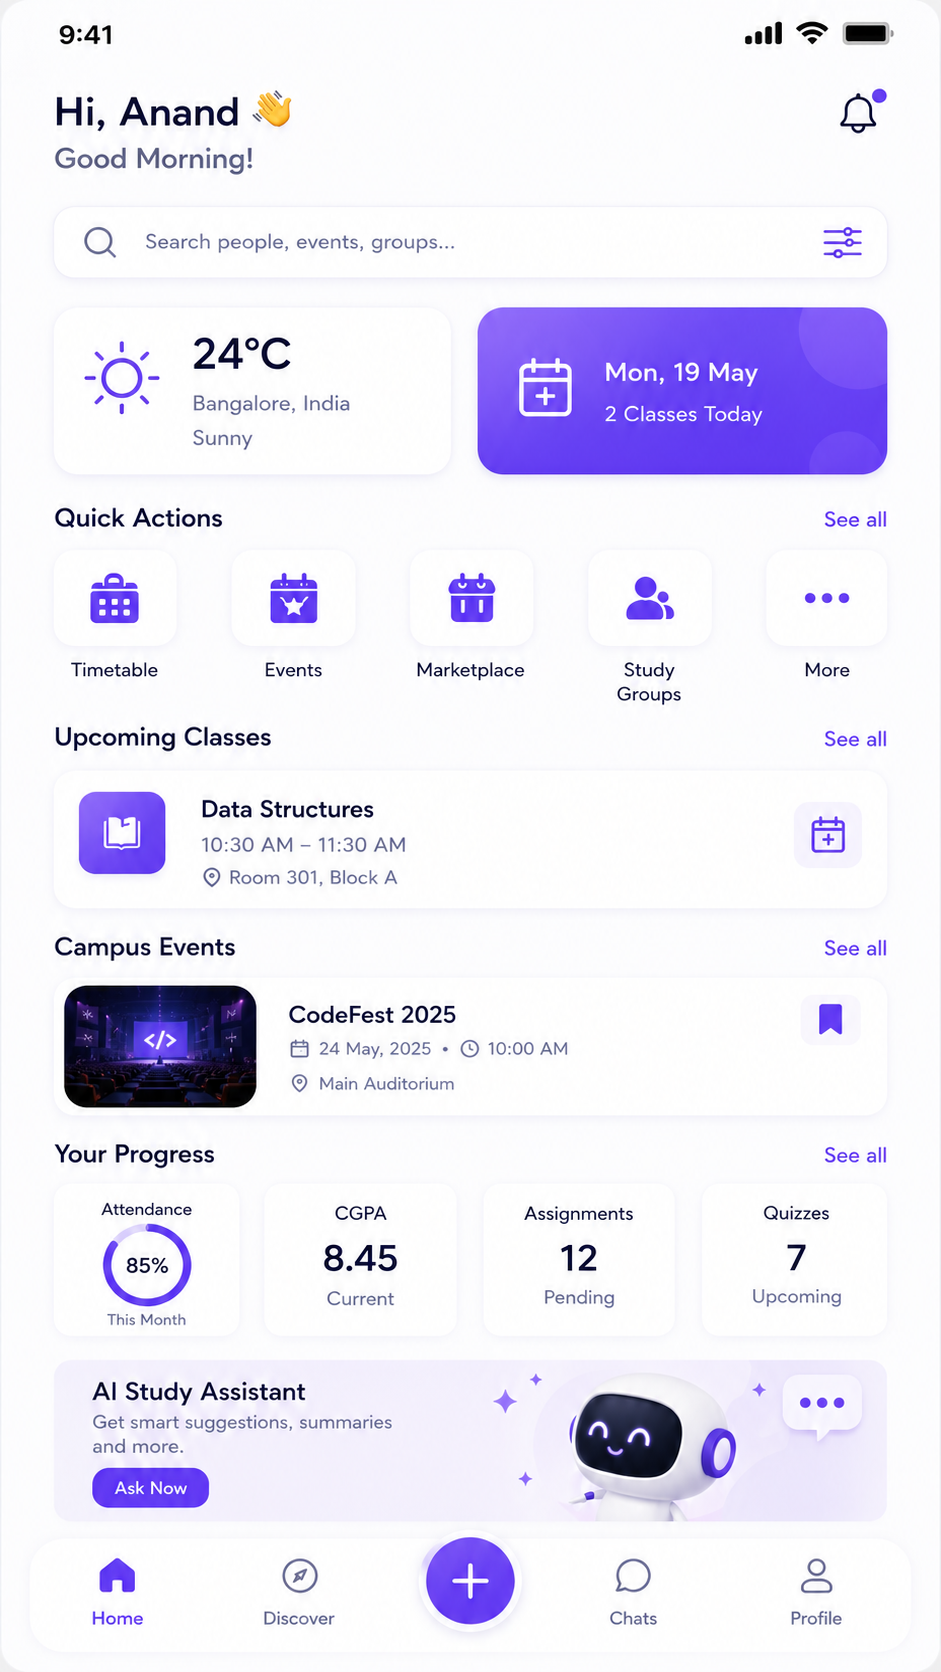 9:41
Hi, Anand 👋
Good Morning!
Search people, events, groups...
24°C
Bangalore, India
Sunny
Mon, 19 May
2 Classes Today
Quick Actions
See all
Timetable
Events
Marketplace
Study
Groups
More
Upcoming Classes
See all
Data Structures
10:30 AM – 11:30 AM
Room 301, Block A
Campus Events
See all
</>
CodeFest 2025
24 May, 2025 • 10:00 AM
Main Auditorium
Your Progress
See all
Attendance
85%
This Month
CGPA
8.45
Current
Assignments
12
Pending
Quizzes
7
Upcoming
AI Study Assistant
Get smart suggestions, summaries
and more.
Ask Now
Home
Discover
Chats
Profile